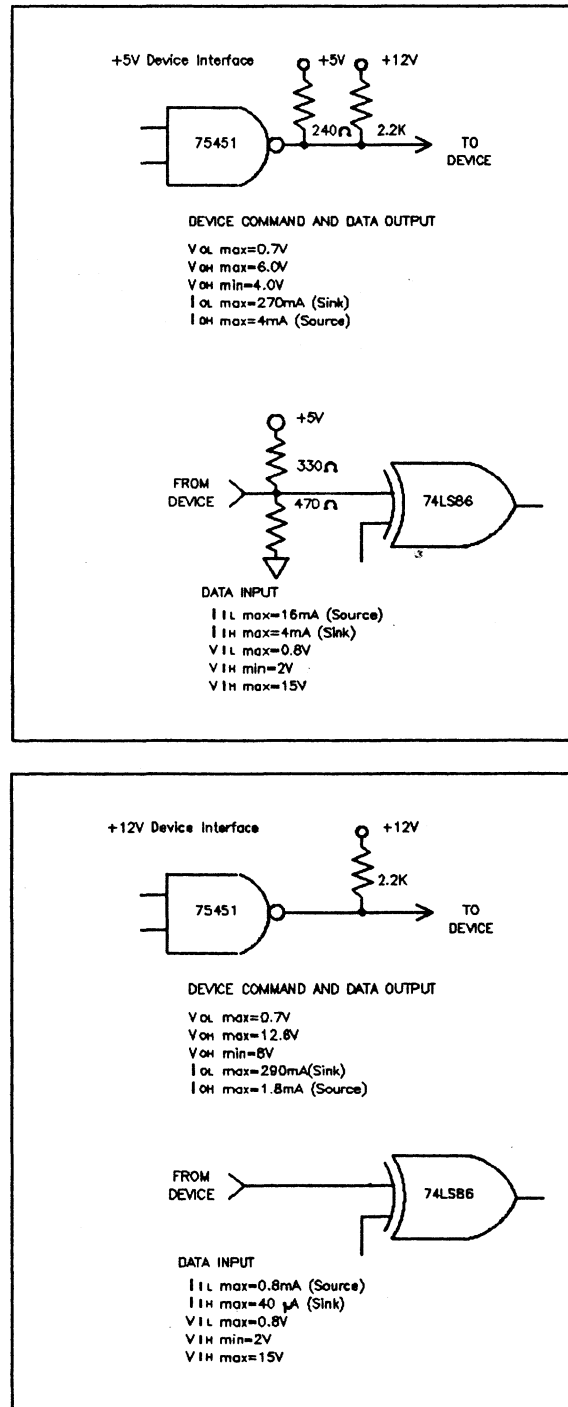 +5V Device Interface
+5V +12V
240Ω 2.2K
75451
TO
DEVICE
DEVICE COMMAND AND DATA OUTPUT
VOL max=0.7V
VOH max=6.0V
VOH min=4.0V
IOL max=270mA (Sink)
IOH max=4mA (Source)
+5V
330Ω
FROM
DEVICE
470Ω
74LS86
3
DATA INPUT
IIL max=16mA (Source)
IIH max=4mA (Sink)
VIL max=0.8V
VIH min=2V
VIH max=15V
+12V Device Interface
+12V
2.2K
75451
TO
DEVICE
DEVICE COMMAND AND DATA OUTPUT
VOL max=0.7V
VOH max=12.6V
VOH min=8V
IOL max=290mA(Sink)
IOH max=1.8mA (Source)
FROM
DEVICE
74LS86
DATA INPUT
IIL max=0.8mA (Source)
IIH max=40 μA (Sink)
VIL max=0.8V
VIH min=2V
VIH max=15V